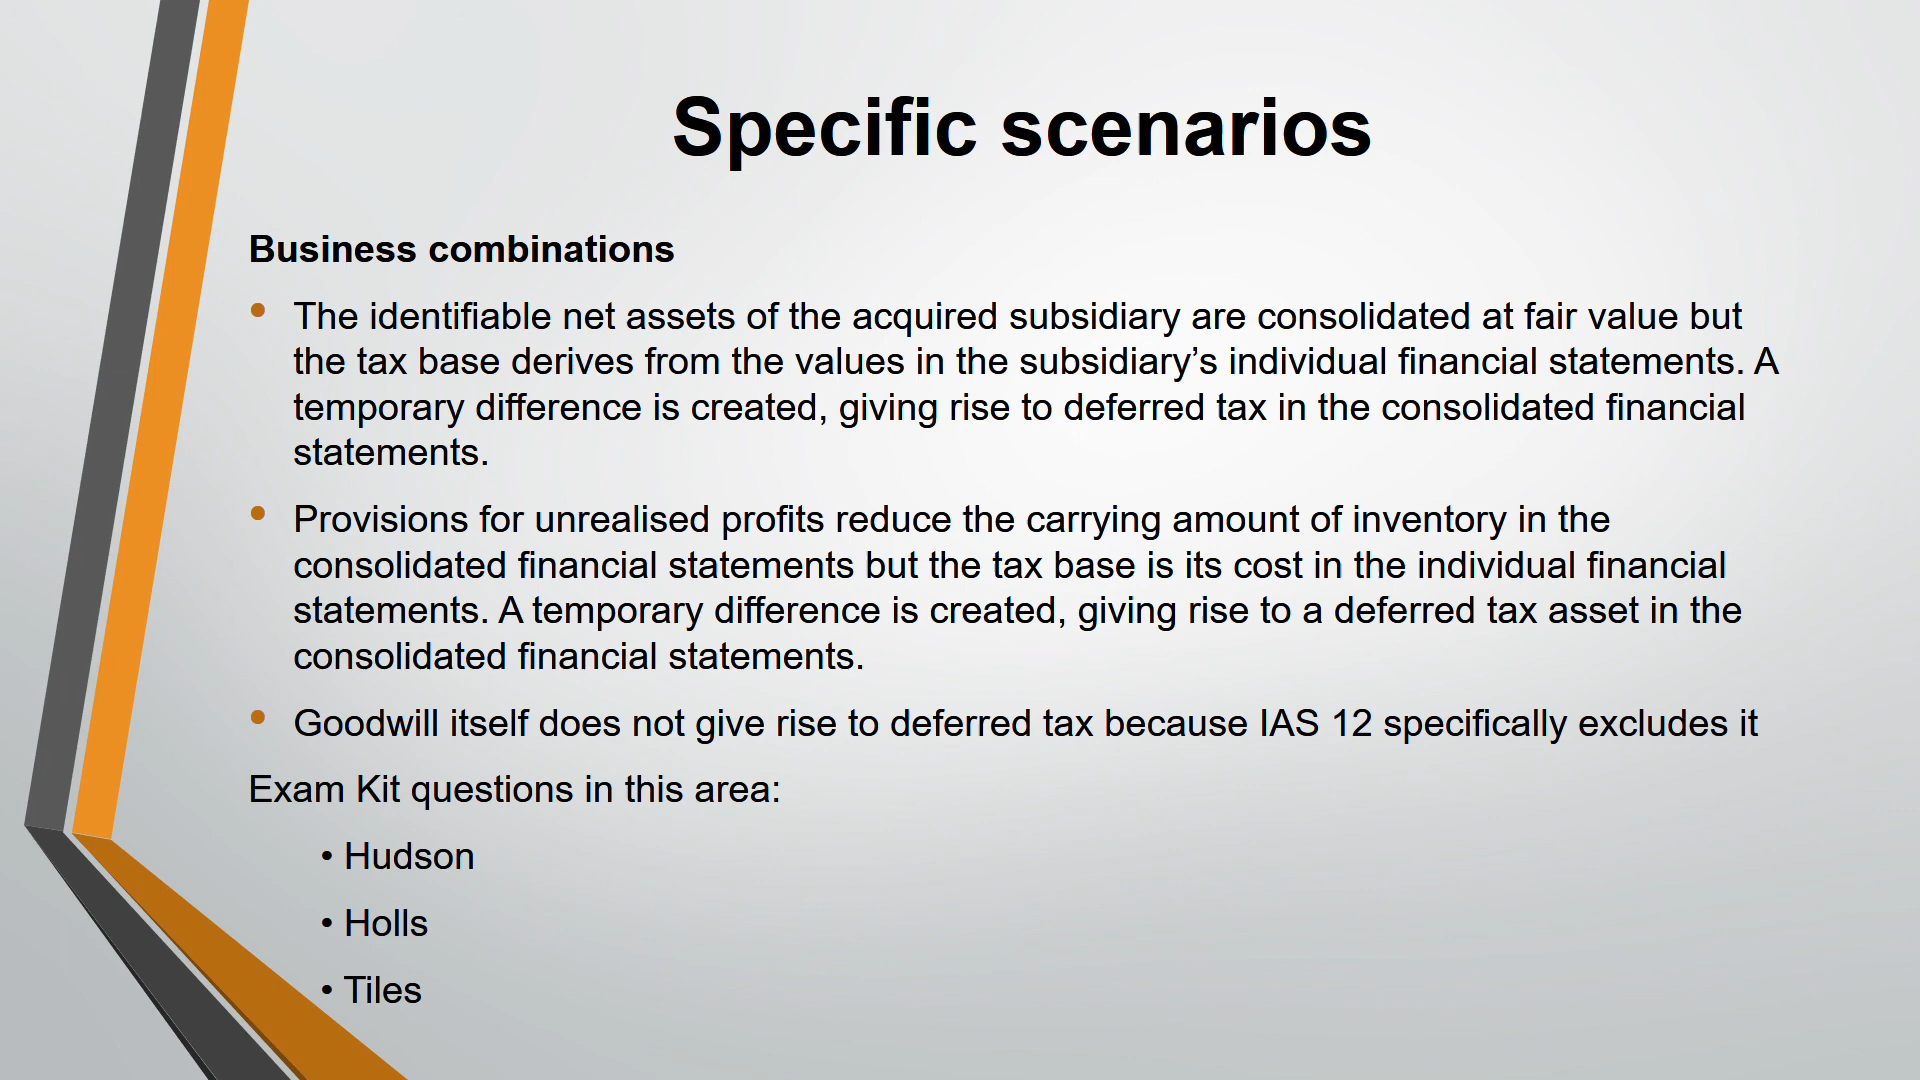 Specific scenarios
Business combinations
• The identifiable net assets of the acquired subsidiary are consolidated at fair value but
the tax base derives from the values in the subsidiary’s individual financial statements. A
temporary difference is created, giving rise to deferred tax in the consolidated financial
statements.
• Provisions for unrealised profits reduce the carrying amount of inventory in the
consolidated financial statements but the tax base is its cost in the individual financial
statements. A temporary difference is created, giving rise to a deferred tax asset in the
consolidated financial statements.
• Goodwill itself does not give rise to deferred tax because IAS 12 specifically excludes it
Exam Kit questions in this area:
• Hudson
• Holls
• Tiles